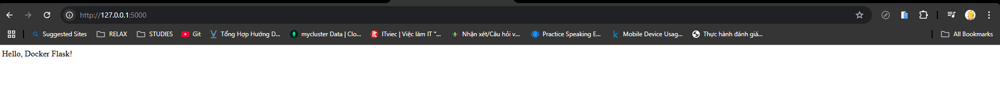 http://127.0.0.1:5000
Suggested Sites RELAX STUDIES Git Tổng Hợp Hướng D... mycluster Data | Clo... ITviec | Việc làm IT "... Nhận xét/Câu hỏi v... Practice Speaking E... Mobile Device Usag... Thực hành đánh giá... All Bookmarks
Hello, Docker Flask!